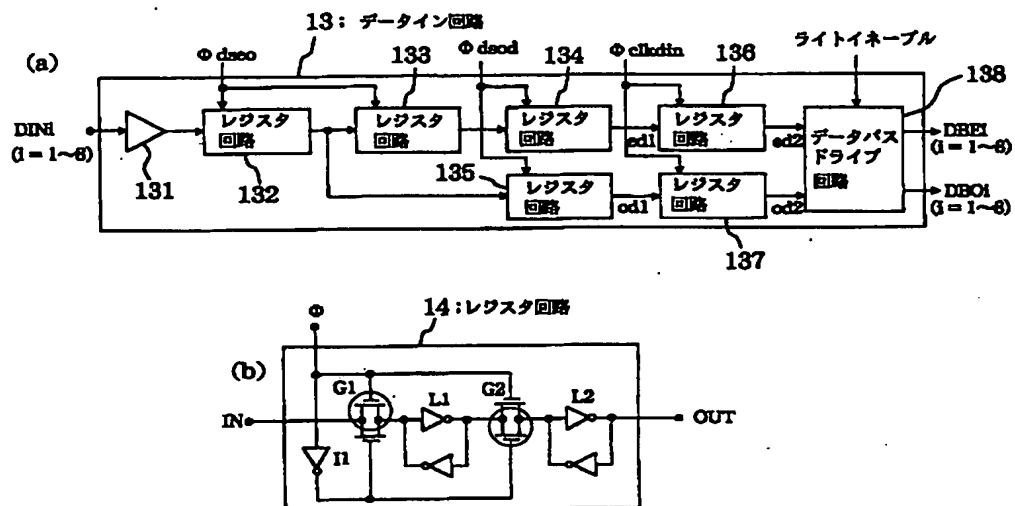 13: データイン回路
(a)
Φ dseo
133
Φ dsod
134
Φ clkdin
136
ライトイネーブル
138
DINi
(i = 1~8)
131
レジスタ
回路
132
レジスタ
回路
レジスタ
回路
ed1
レジスタ
回路
ed2
データバス
ドライブ
回路
DBEi
(i = 1~8)
135
レジスタ
回路
od1
レジスタ
回路
od2
137
DBOi
(i = 1~8)
Φ
14;レジスタ回路
(b)
G1
L1
G2
L2
IN
OUT
I1